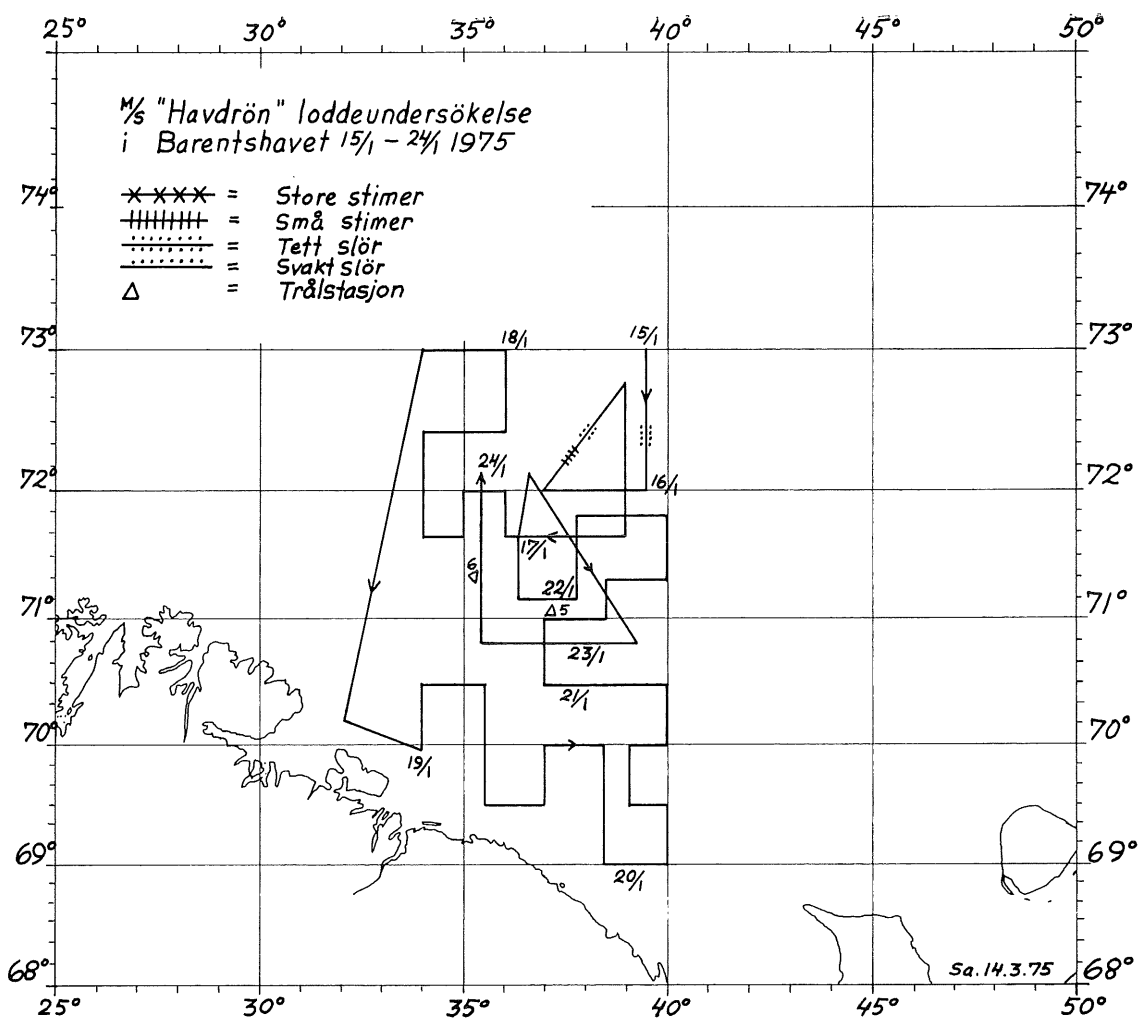 25° 30° 35° 40° 45° 50°
M/S "Havdrön" loddeundersökelse
i Barentshavet 15/1 – 24/1 1975
= Store stimer
= Små stimer
= Tett slör
= Svakt slör
Δ = Trålstasjon
74° 74°
73° 18/1 15/1 73°
72° 24/1 16/1 72°
17/1
6
22/1
71° 5 71°
23/1
21/1
70° 70°
19/1
69° 69°
20/1
68° Sa.14.3.75 68°
25° 30° 35° 40° 45° 50°